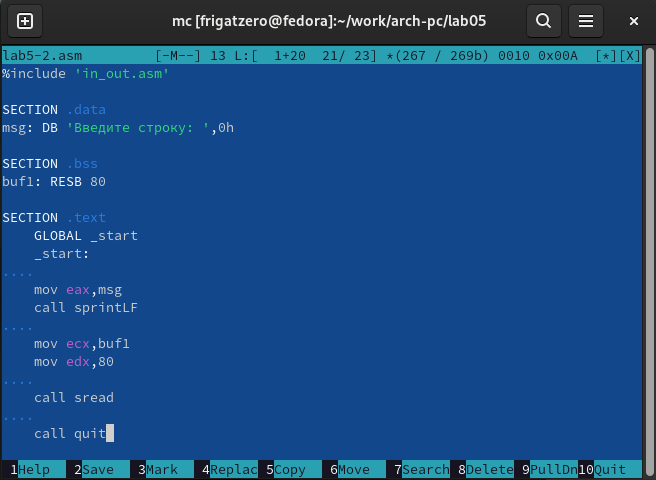 mc [frigatzero@fedora]:~/work/arch-pc/lab05
lab5-2.asm [-M--] 13 L:[ 1+20 21/ 23] *(267 / 269b) 0010 0x00A [*][X]
%include 'in_out.asm'
SECTION .data
msg: DB 'Введите строку: ',0h
SECTION .bss
buf1: RESB 80
SECTION .text
GLOBAL _start
_start:
....
mov eax,msg
call sprintLF
....
mov ecx,buf1
mov edx,80
....
call sread
....
call quit
1Help 2Save 3Mark 4Replac 5Copy 6Move 7Search 8Delete 9PullDn 10Quit